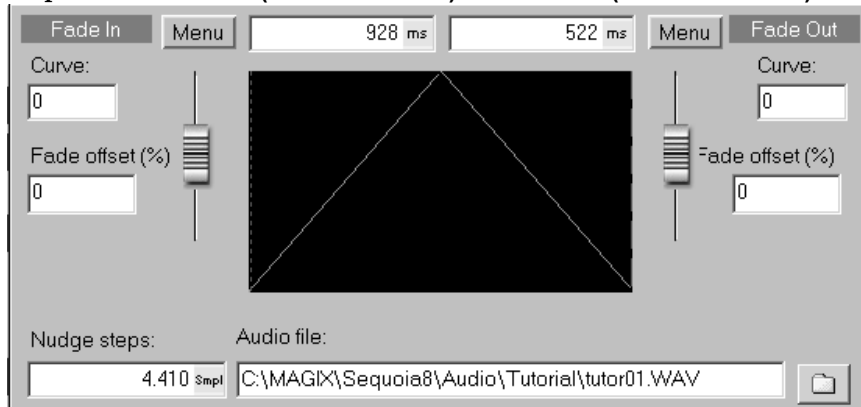 Fade In Menu 928 ms 522 ms Menu Fade Out
Curve: Curve:
0 0
Fade offset (%) Fade offset (%)
0 0
Nudge steps: Audio file:
4.410 Smpl C:\MAGIX\Sequoia8\Audio\Tutorial\tutor01.WAV